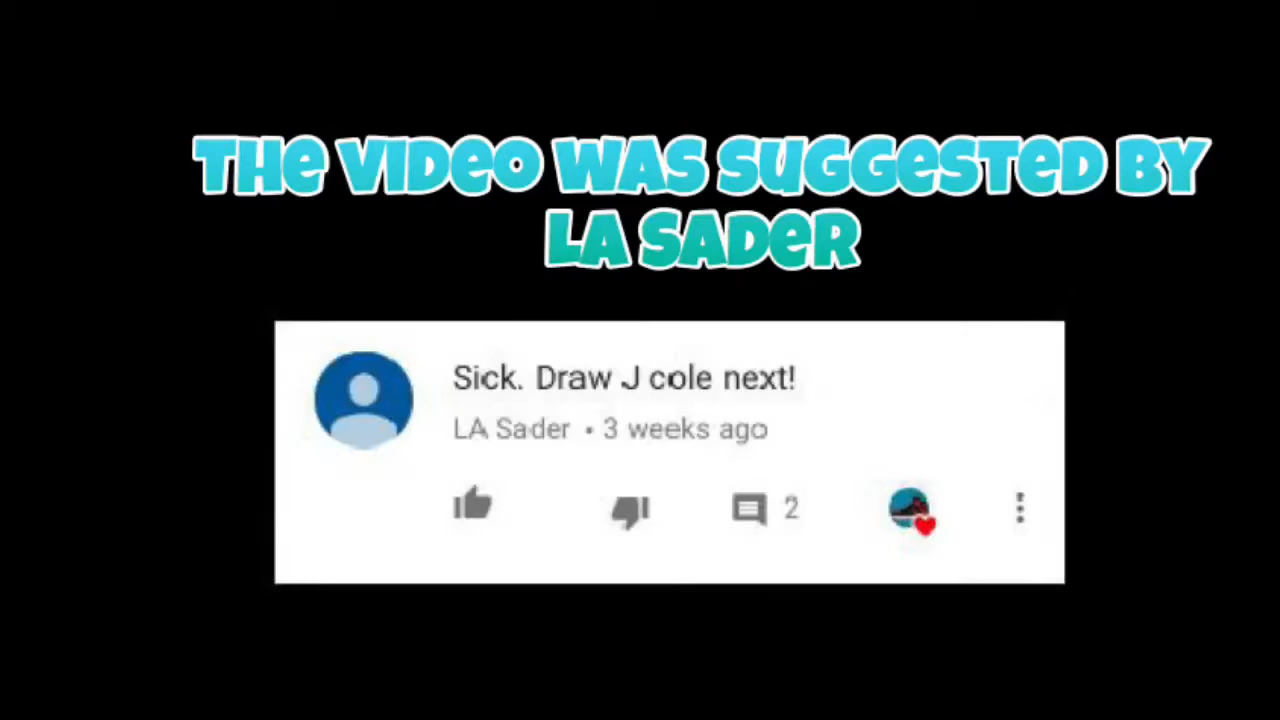 THE VIDEO WAS SUGGESTED BY
LA SADER
Sick. Draw J cole next!
LA Sader • 3 weeks ago
2